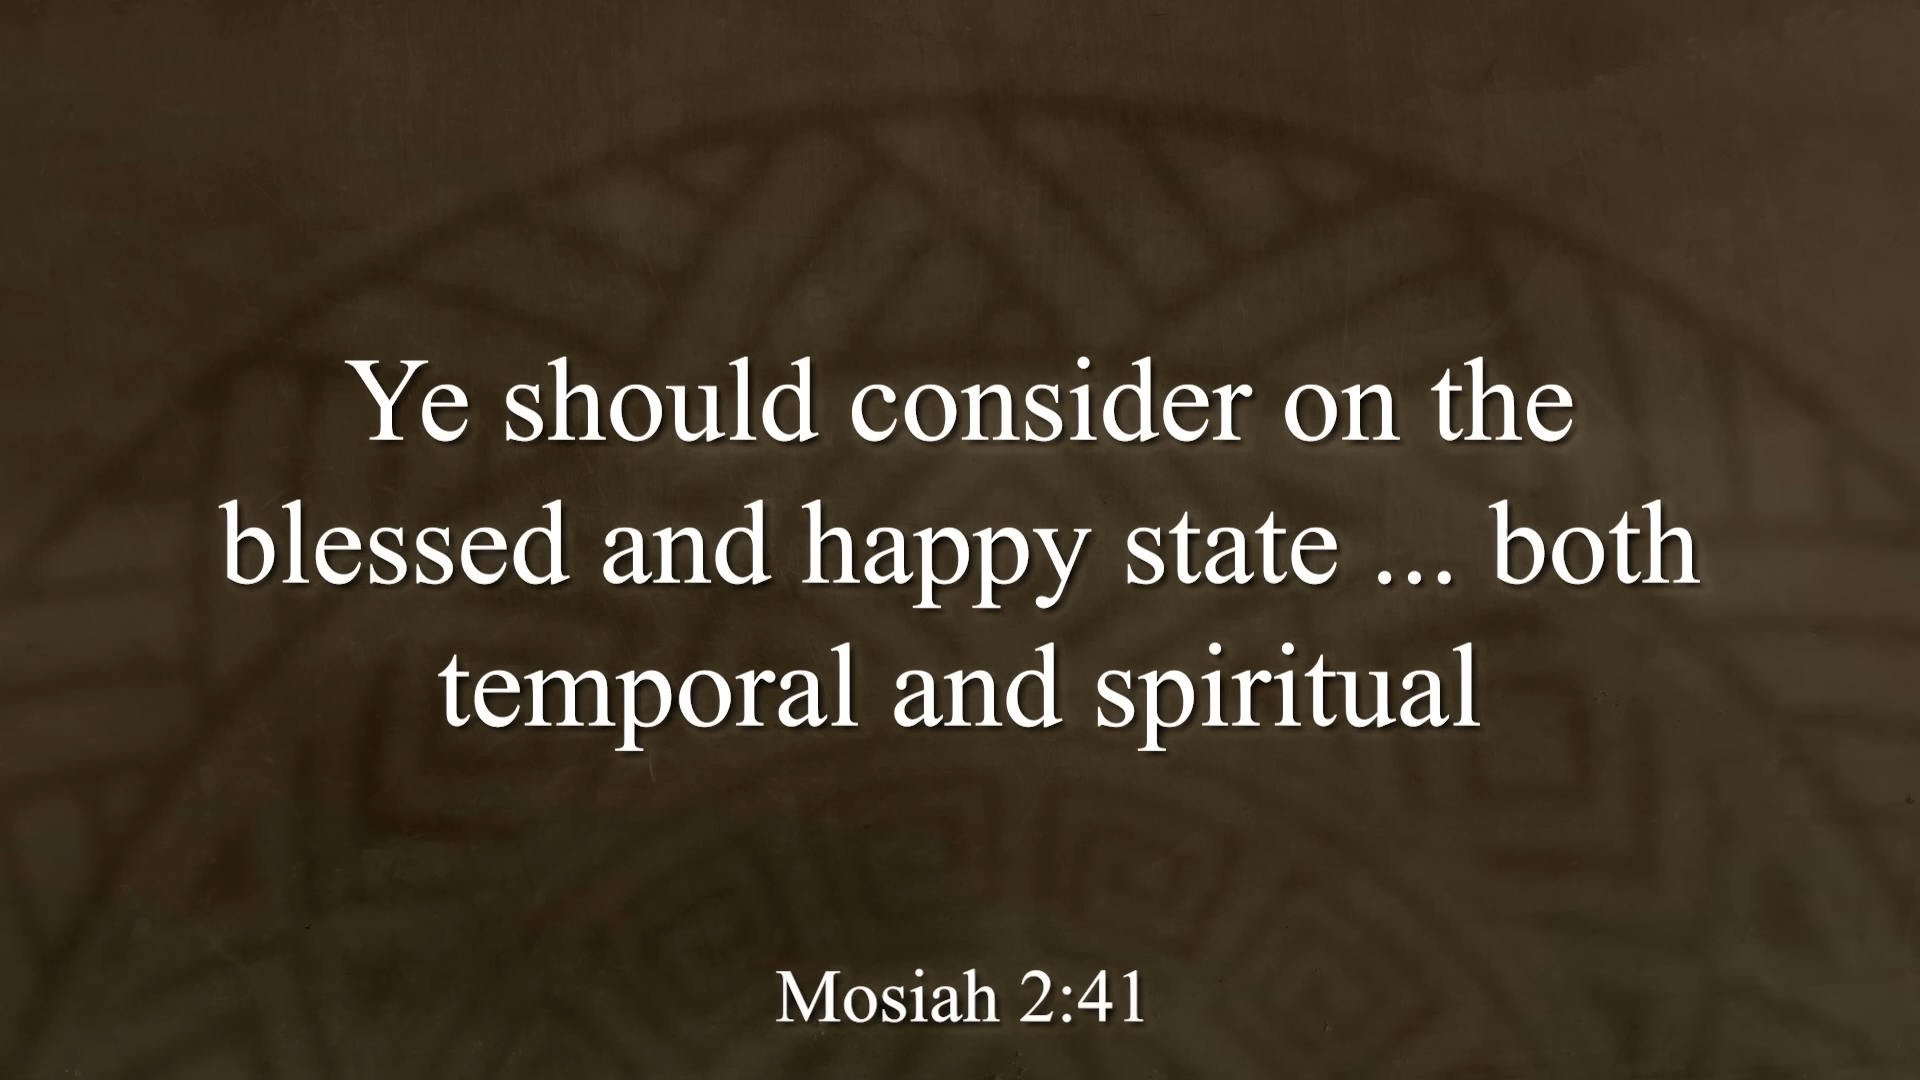 Ye should consider on the
blessed and happy state ... both
temporal and spiritual
Mosiah 2:41